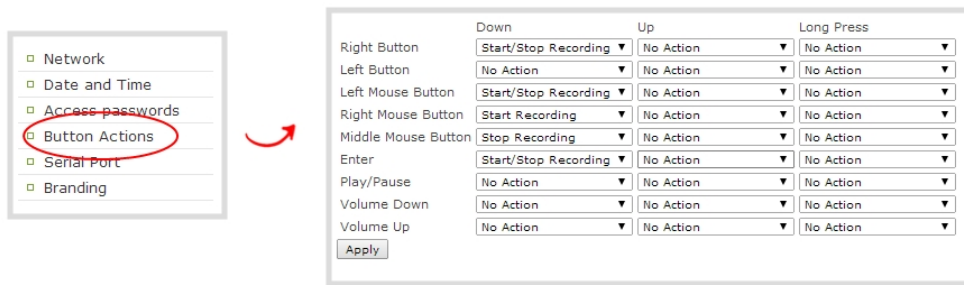 Network
Date and Time
Access passwords
Button Actions
Serial Port
Branding
Down Up Long Press
Right Button Start/Stop Recording No Action No Action
Left Button No Action No Action No Action
Left Mouse Button Start/Stop Recording No Action No Action
Right Mouse Button Start Recording No Action No Action
Middle Mouse Button Stop Recording No Action No Action
Enter Start/Stop Recording No Action No Action
Play/Pause No Action No Action No Action
Volume Down No Action No Action No Action
Volume Up No Action No Action No Action
Apply